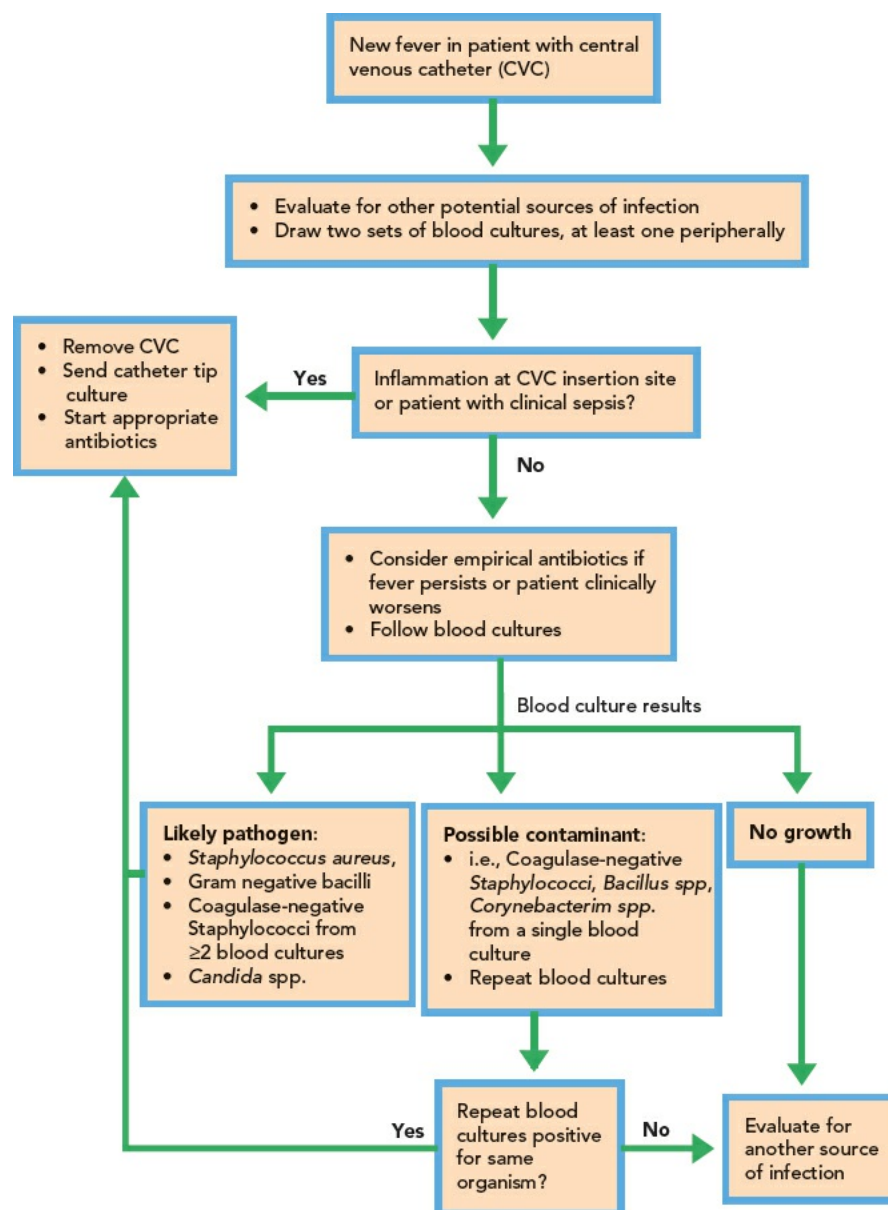 New fever in patient with central
venous catheter (CVC)
• Evaluate for other potential sources of infection
• Draw two sets of blood cultures, at least one peripherally
• Remove CVC
• Send catheter tip
culture
• Start appropriate
antibiotics
Yes
Inflammation at CVC insertion site
or patient with clinical sepsis?
No
• Consider empirical antibiotics if
fever persists or patient clinically
worsens
• Follow blood cultures
Blood culture results
Likely pathogen:
• Staphylococcus aureus,
• Gram negative bacilli
• Coagulase-negative
Staphylococci from
≥2 blood cultures
• Candida spp.
Possible contaminant:
• i.e., Coagulase-negative
Staphylococci, Bacillus spp,
Corynebacterim spp.
from a single blood
culture
• Repeat blood cultures
No growth
Yes
Repeat blood
cultures positive
for same
organism?
No
Evaluate for
another source
of infection